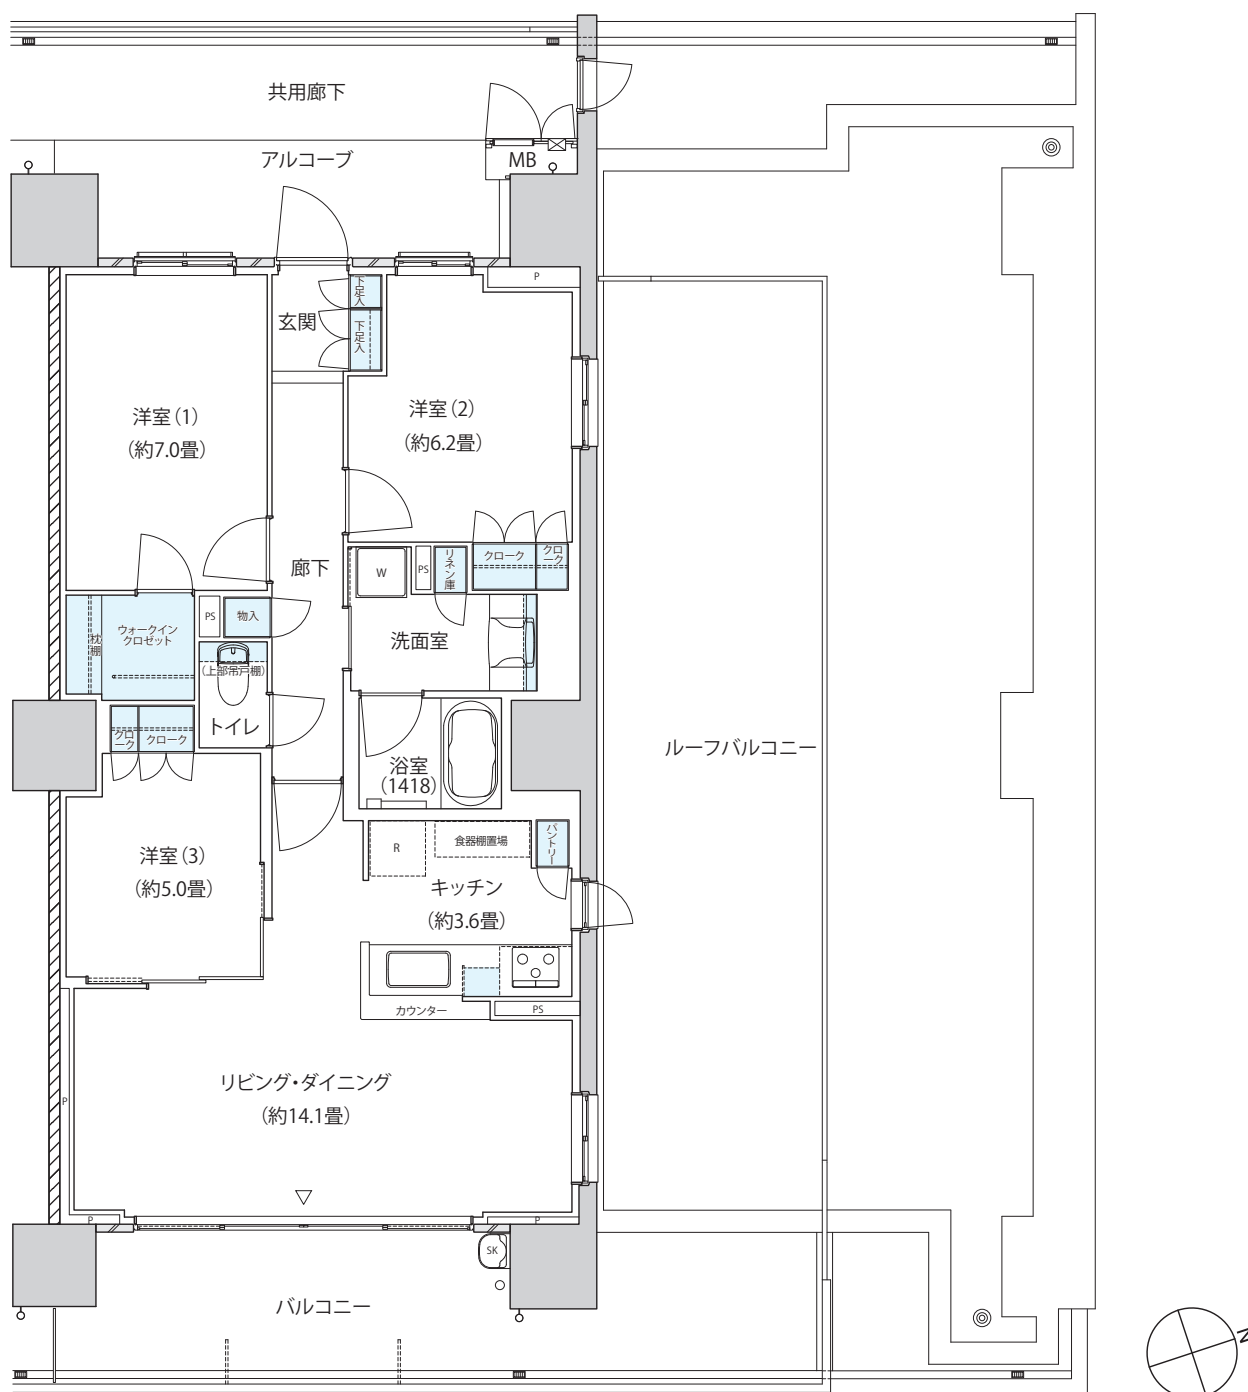 共用廊下
アルコーブ
MB
P
下足入
玄関
下足入
洋室(1)
(約7.0畳)
洋室(2)
(約6.2畳)
廊下
W
PS
リネン庫
クローク
クローク
枕棚
ウォークイン
クロゼット
PS
物入
洗面室
(上部吊戸棚)
トイレ
クローク
クローク
浴室
(1418)
ルーフバルコニー
洋室(3)
(約5.0畳)
R
食器棚置場
パントリー
キッチン
(約3.6畳)
カウンター
PS
リビング・ダイニング
(約14.1畳)
P
P
P
SK
バルコニー
N